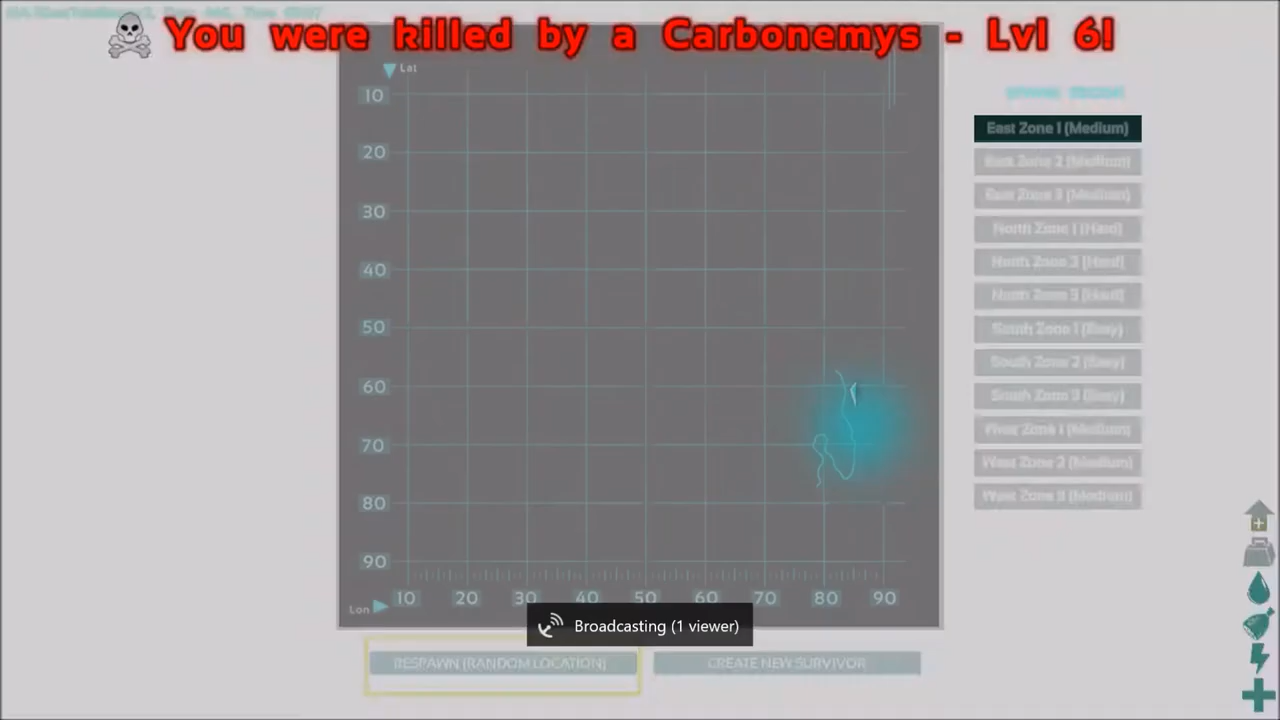 You were killed by a Carbonemys - Lvl 6!
Lat
10
20
30
40
50
60
70
80
90
Lon
10 20 30 40 50 60 70 80 90
East Zone 1 (Medium)
East Zone 2 (Medium)
East Zone 3 (Medium)
North Zone 1 (Hard)
North Zone 2 (Hard)
North Zone 3 (Hard)
South Zone 1 (Easy)
South Zone 2 (Easy)
South Zone 3 (Easy)
West Zone 1 (Medium)
West Zone 2 (Medium)
West Zone 3 (Medium)
Broadcasting (1 viewer)
RESPAWN (RANDOM LOCATION)
CREATE NEW SURVIVOR